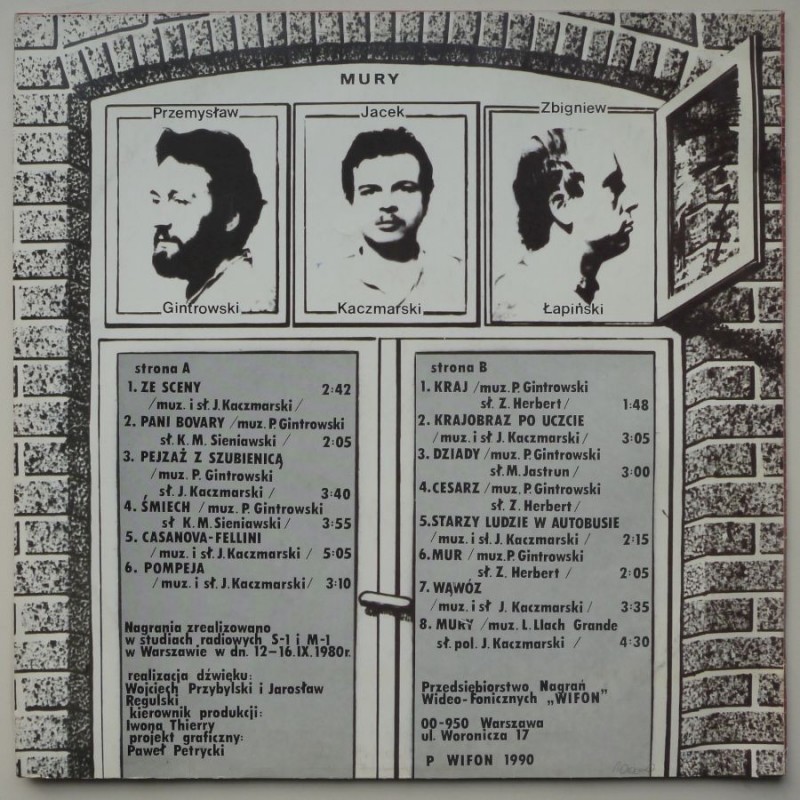 MURY
Przemysław
Gintrowski
Jacek
Kaczmarski
Zbigniew
Łapiński
strona A
1. ZE SCENY 2:42
/muz. i sł. J. Kaczmarski/
2. PANI BOVARY /muz. P. Gintrowski
sł. K. M. Sieniawski / 2:05
3. PEJZAŻ Z SZUBIENICĄ
/muz. P. Gintrowski
sł. J. Kaczmarski / 3:40
4. ŚMIECH / muz. P. Gintrowski
sł K. M. Sieniawski / 3:55
5. CASANOVA-FELLINI
/muz. i sł. J. Kaczmarski / 5:05
6. POMPEJA
/muz. i sł. J. Kaczmarski/ 3:10
Nagrania zrealizowano
w studiach radiowych S-1 i M-1
w Warszawie w dn. 12-16.IX.1980r.
realizacja dźwięku:
Wojciech Przybylski i Jarosław
Regulski
kierownik produkcji:
Iwona Thierry
projekt graficzny:
Paweł Petrycki
strona B
1. KRAJ /muz. P. Gintrowski
sł. Z. Herbert / 1:48
2. KRAJOBRAZ PO UCZCIE
/muz. i sł J. Kaczmarski / 3:05
3. DZIADY /muz. P. Gintrowski
sł. M. Jastrun / 3:00
4. CESARZ /muz. P. Gintrowski
sł. Z. Herbert /
5. STARZY LUDZIE W AUTOBUSIE
/muz. i sł. J. Kaczmarski / 2:15
6. MUR /muz. P. Gintrowski
sł. Z. Herbert / 2:05
7. WĄWÓZ
/muz. i sł J. Kaczmarski / 3:35
8. MURY /muz. L. Llach Grande
sł. pol. J. Kaczmarski / 4:30
Przedsiębiorstwo Nagrań
Wideo-Fonicznych „WIFON"
00-950 Warszawa
ul. Woronicza 17
P WIFON 1990